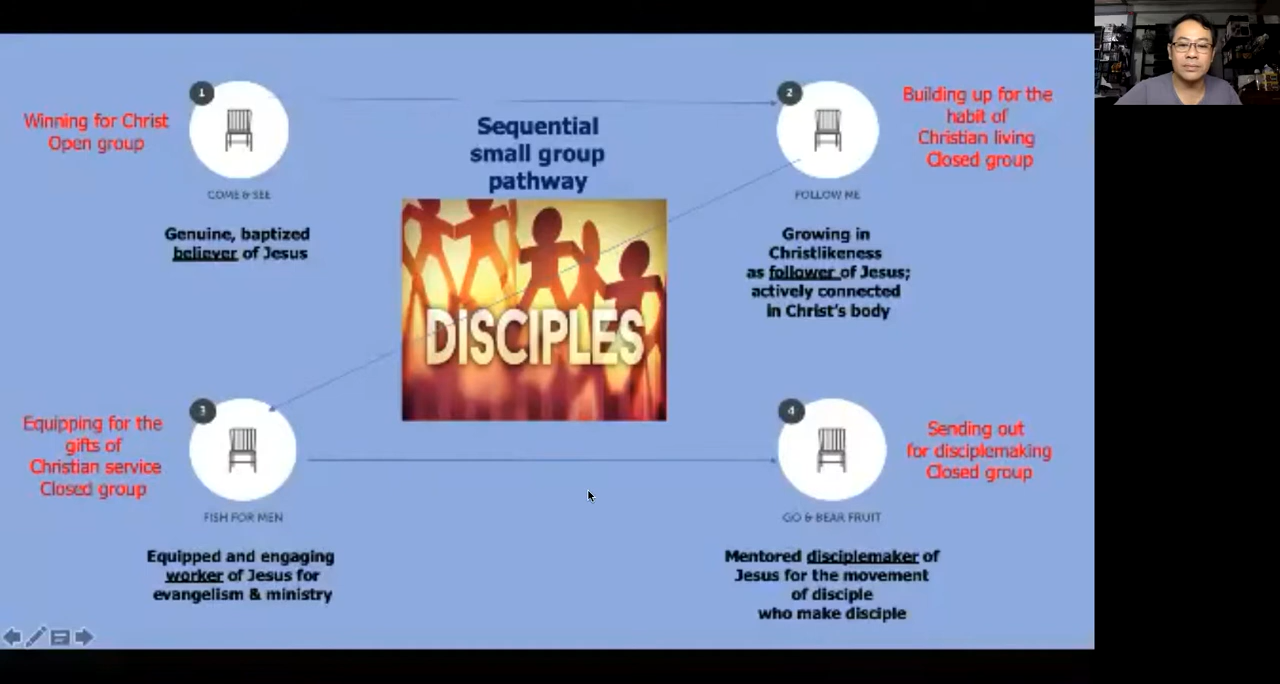 1
Winning for Christ
Open group
COME & SEE
Genuine, baptized
believer of Jesus
Sequential
small group
pathway
DISCIPLES
2
Building up for the
habit of
Christian living
Closed group
FOLLOW ME
Growing in
Christlikeness
as follower of Jesus;
actively connected
in Christ's body
3
Equipping for the
gifts of
Christian service
Closed group
FISH FOR MEN
Equipped and engaging
worker of Jesus for
evangelism & ministry
4
Sending out
for disciplemaking
Closed group
GO & BEAR FRUIT
Mentored disciplemaker of
Jesus for the movement
of disciple
who make disciple